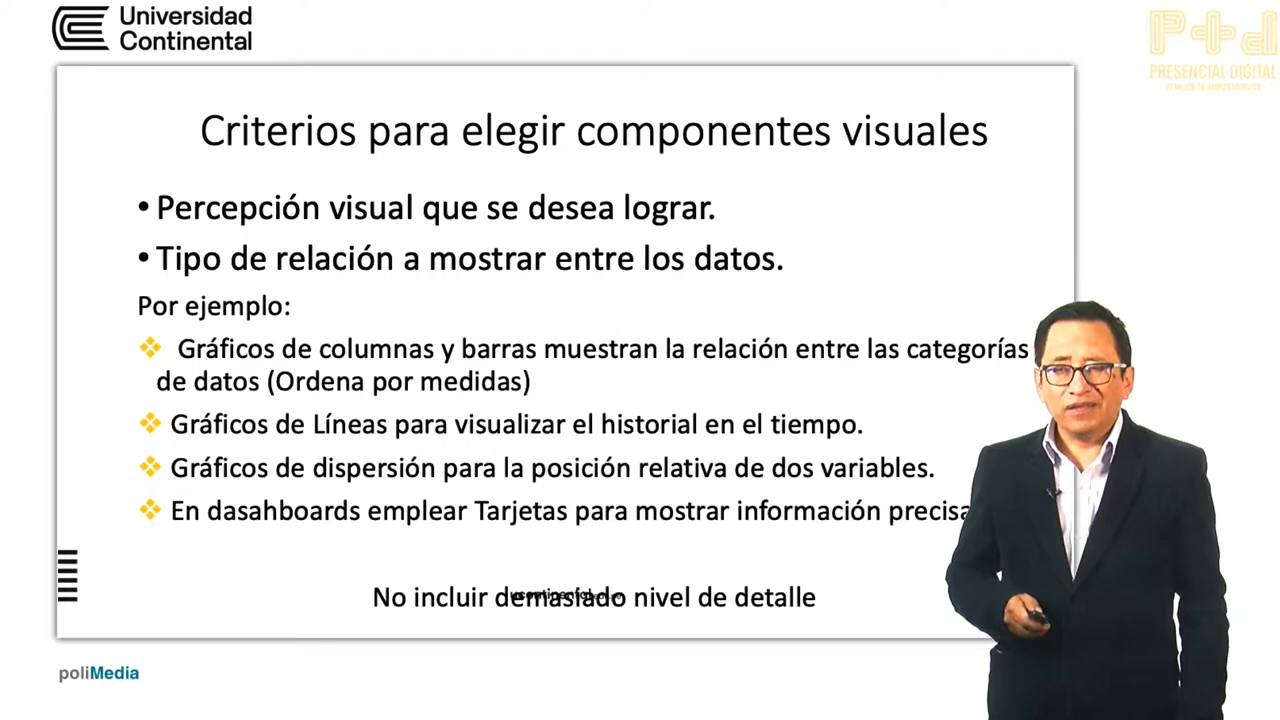 Universidad
Continental
P+d
PRESENCIAL DIGITAL
Criterios para elegir componentes visuales
• Percepción visual que se desea lograr.
• Tipo de relación a mostrar entre los datos.
Por ejemplo:
❖ Gráficos de columnas y barras muestran la relación entre las categorías
de datos (Ordena por medidas)
❖ Gráficos de Líneas para visualizar el historial en el tiempo.
❖ Gráficos de dispersión para la posición relativa de dos variables.
❖ En dasahboards emplear Tarjetas para mostrar información precisa
No incluir demasiado nivel de detalle
poliMedia